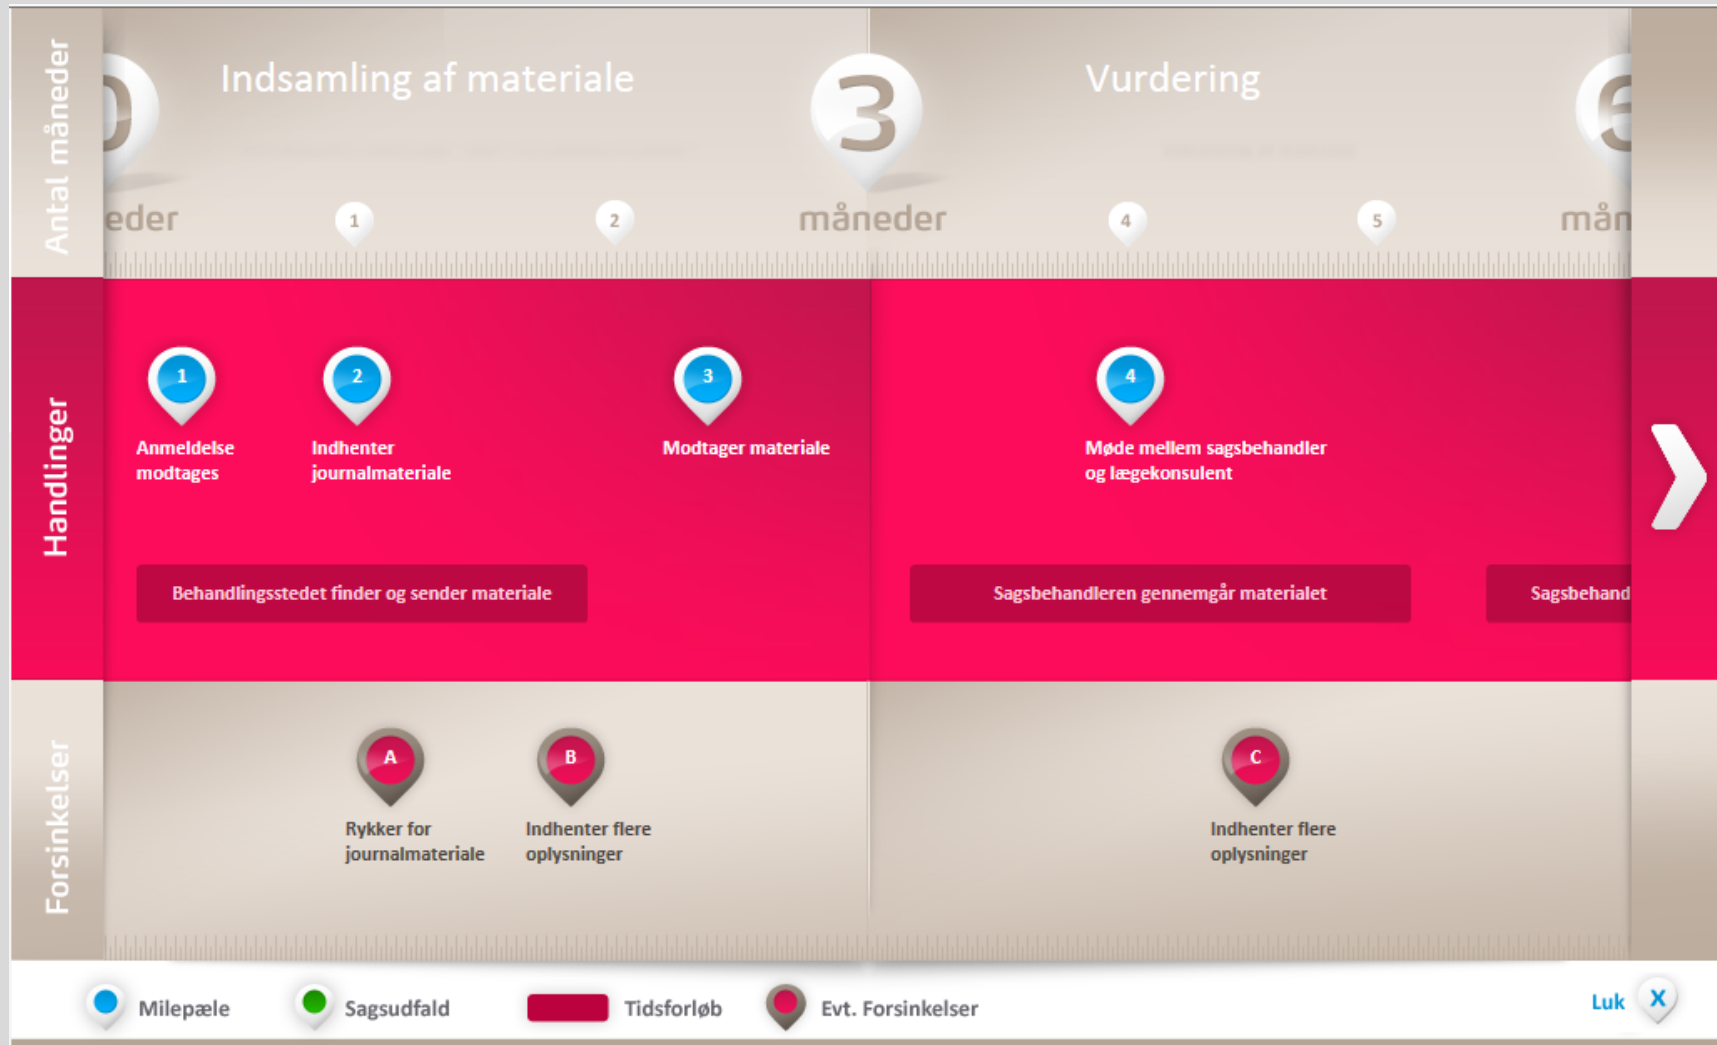 Antal måneder
Indsamling af materiale
Vurdering
0
3
6
eder
1
2
måneder
4
5
mån
Handlinger
1
2
3
4
Anmeldelse
modtages
Indhenter
journalmateriale
Modtager materiale
Møde mellem sagsbehandler
og lægekonsulent
Behandlingsstedet finder og sender materiale
Sagsbehandleren gennemgår materialet
Sagsbehand
Forsinkelser
A
B
C
Rykker for
journalmateriale
Indhenter flere
oplysninger
Indhenter flere
oplysninger
Milepæle
Sagsudfald
Tidsforløb
Evt. Forsinkelser
Luk X